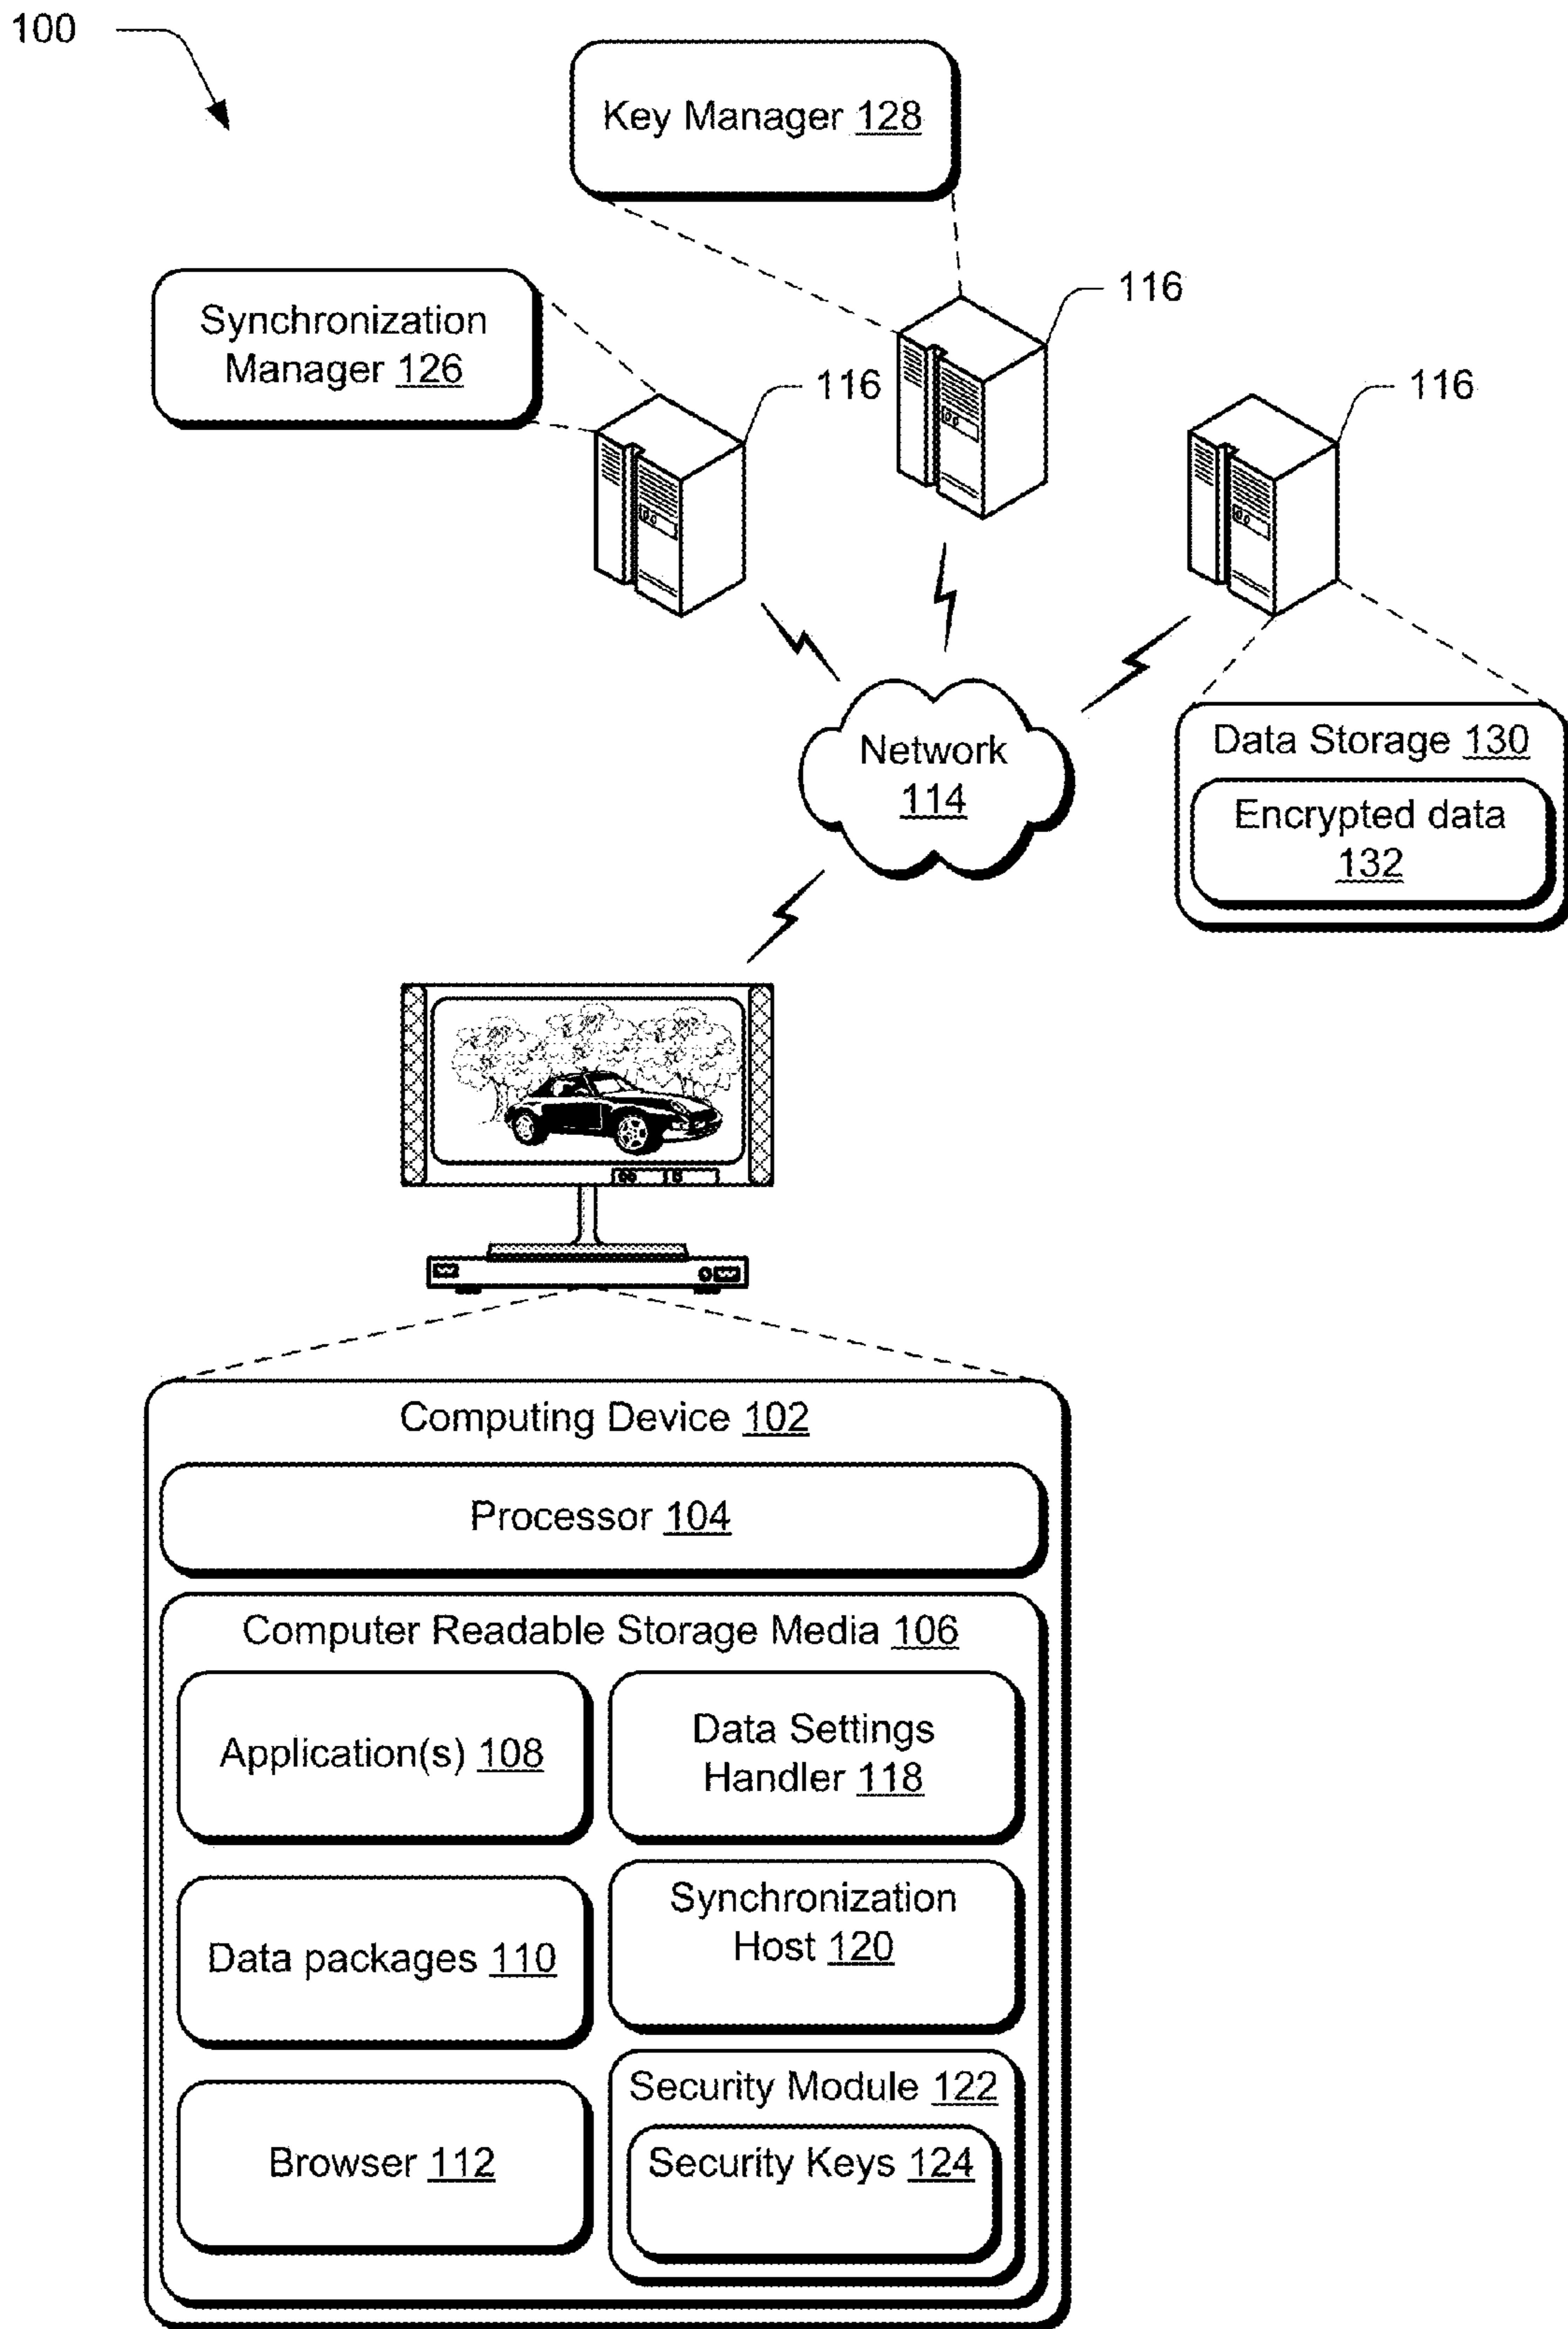 100
Key Manager 128
116
Synchronization
Manager 126
116
116
Network
114
Data Storage 130
Encrypted data
132
Computing Device 102
Processor 104
Computer Readable Storage Media 106
Application(s) 108
Data Settings
Handler 118
Data packages 110
Synchronization
Host 120
Browser 112
Security Module 122
Security Keys 124